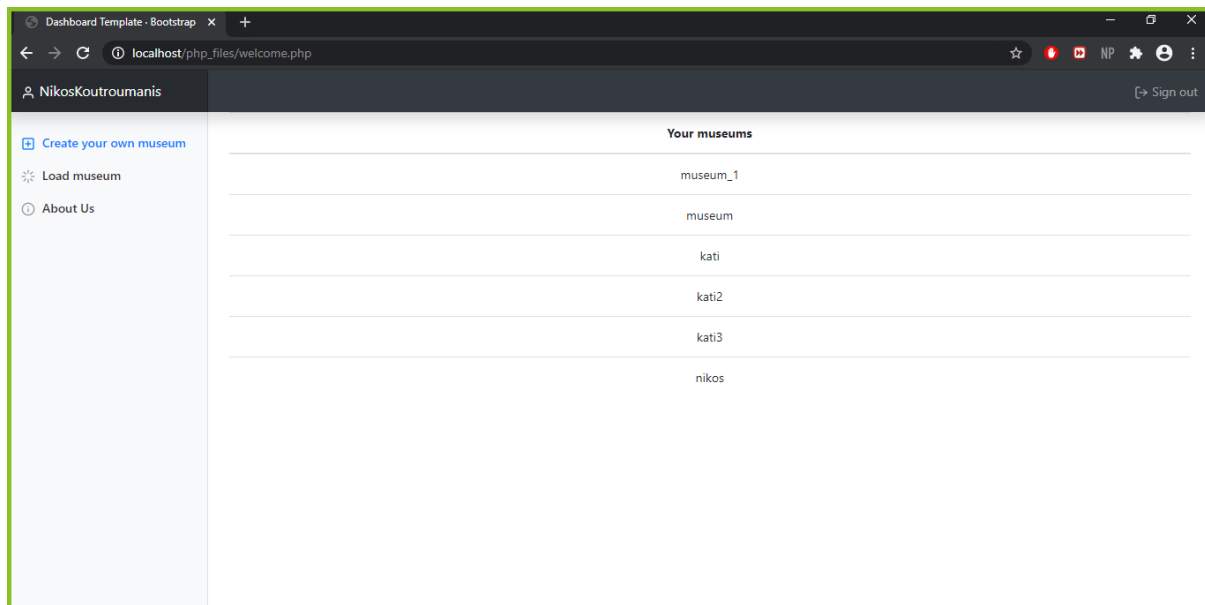 Dashboard Template · Bootstrap
localhost/php_files/welcome.php
NP
NikosKoutroumanis
Sign out
Create your own museum
Load museum
About Us
Your museums
museum_1
museum
kati
kati2
kati3
nikos